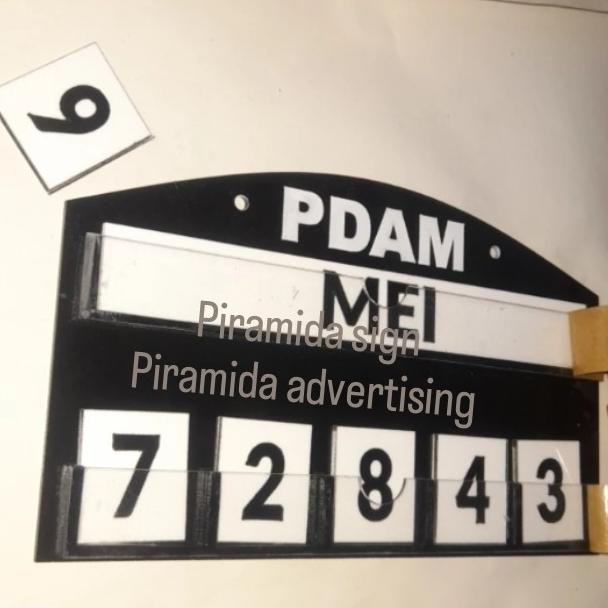 9
PDAM
MEI
Piramida sign
Piramida advertising
7 2 8 4 3